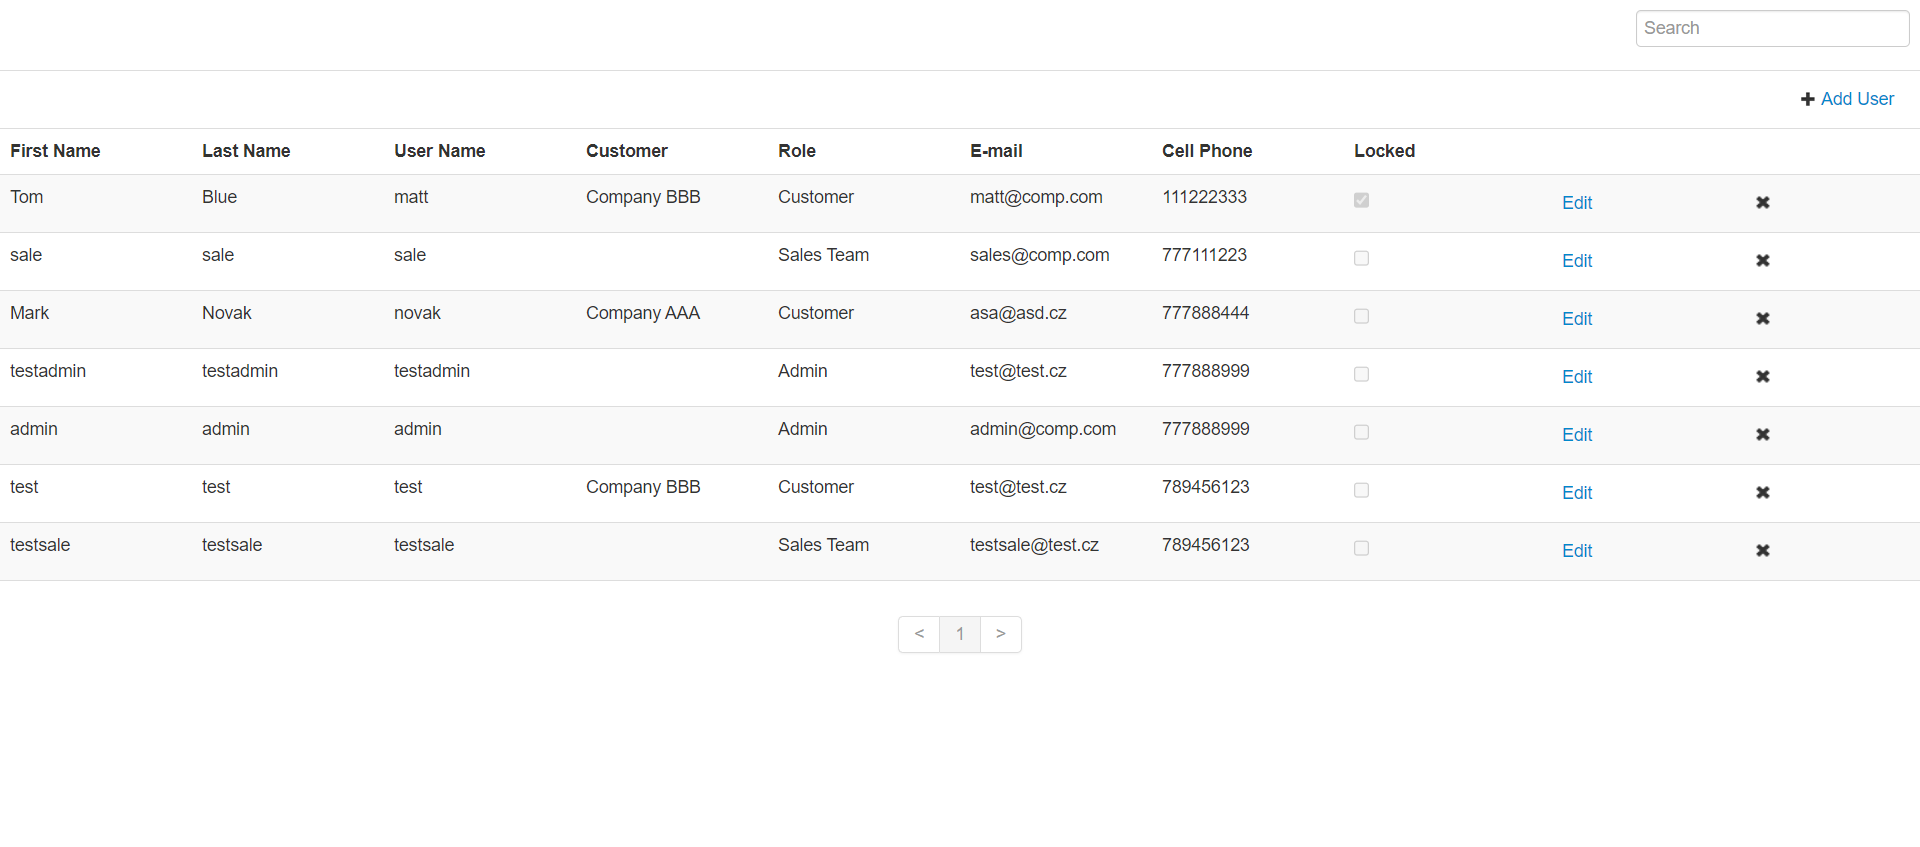 Search
Add User
First Name Last Name User Name Customer Role E-mail Cell Phone Locked
Tom Blue matt Company BBB Customer matt@comp.com 111222333 Edit
sale sale sale Sales Team sales@comp.com 777111223 Edit
Mark Novak novak Company AAA Customer asa@asd.cz 777888444 Edit
testadmin testadmin testadmin Admin test@test.cz 777888999 Edit
admin admin admin Admin admin@comp.com 777888999 Edit
test test test Company BBB Customer test@test.cz 789456123 Edit
testsale testsale testsale Sales Team testsale@test.cz 789456123 Edit
< 1 >